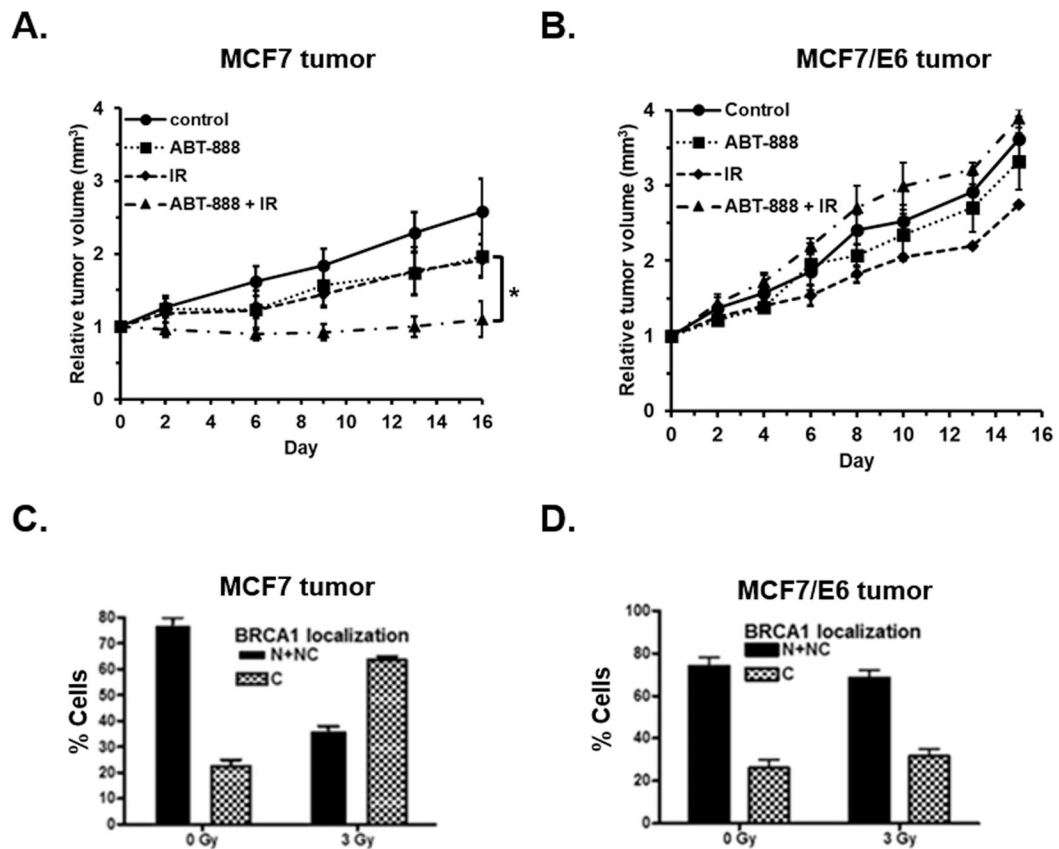 A.
MCF7 tumor
Relative tumor volume (mm³)
4
3
2
1
0
control
ABT-888
IR
ABT-888 + IR
*
0 2 4 6 8 10 12 14 16
Day
B.
MCF7/E6 tumor
Relative tumor volume (mm³)
4
3
2
1
0
Control
ABT-888
IR
ABT-888 + IR
0 2 4 6 8 10 12 14 16
Day
C.
MCF7 tumor
% Cells
80
70
60
50
40
30
20
10
0
BRCA1 localization
N+NC
C
0 Gy 3 Gy
D.
MCF7/E6 tumor
% Cells
100
80
60
40
20
0
BRCA1 localization
N+NC
C
0 Gy 3 Gy